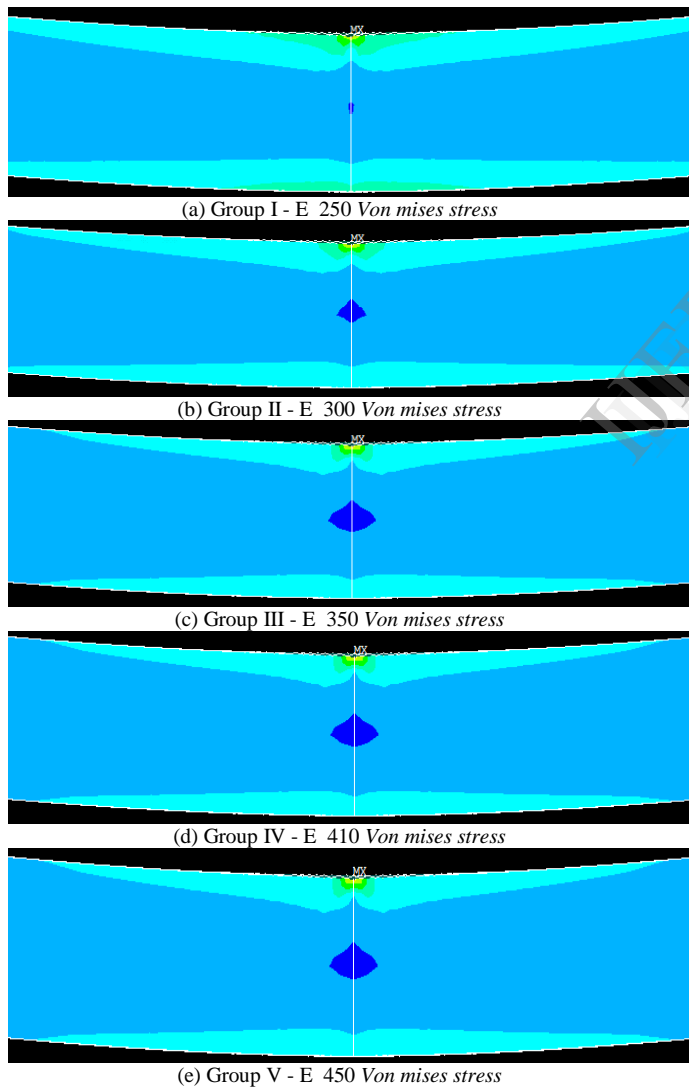 MX
(a) Group I - E 250 Von mises stress
MX
(b) Group II - E 300 Von mises stress
MX
(c) Group III - E 350 Von mises stress
MX
(d) Group IV - E 410 Von mises stress
MX
(e) Group V - E 450 Von mises stress